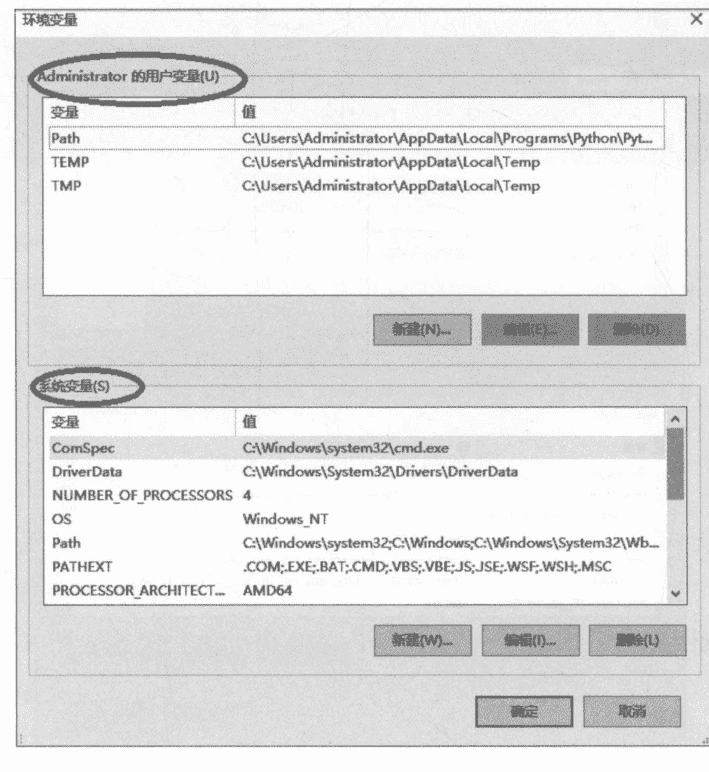 环境变量
Administrator 的用户变量(U)
变量 值
Path C:\Users\Administrator\AppData\Local\Programs\Python\Pyt...
TEMP C:\Users\Administrator\AppData\Local\Temp
TMP C:\Users\Administrator\AppData\Local\Temp
新建(N)... 编辑(E)... 删除(D)
系统变量(S)
变量 值
ComSpec C:\Windows\system32\cmd.exe
DriverData C:\Windows\System32\Drivers\DriverData
NUMBER_OF_PROCESSORS 4
OS Windows_NT
Path C:\Windows\system32;C:\Windows;C:\Windows\System32\Wb...
PATHEXT .COM;.EXE;.BAT;.CMD;.VBS;.VBE;.JS;.JSE;.WSF;.WSH;.MSC
PROCESSOR_ARCHITECT... AMD64
新建(W)... 编辑(I)... 删除(L)
确定 取消